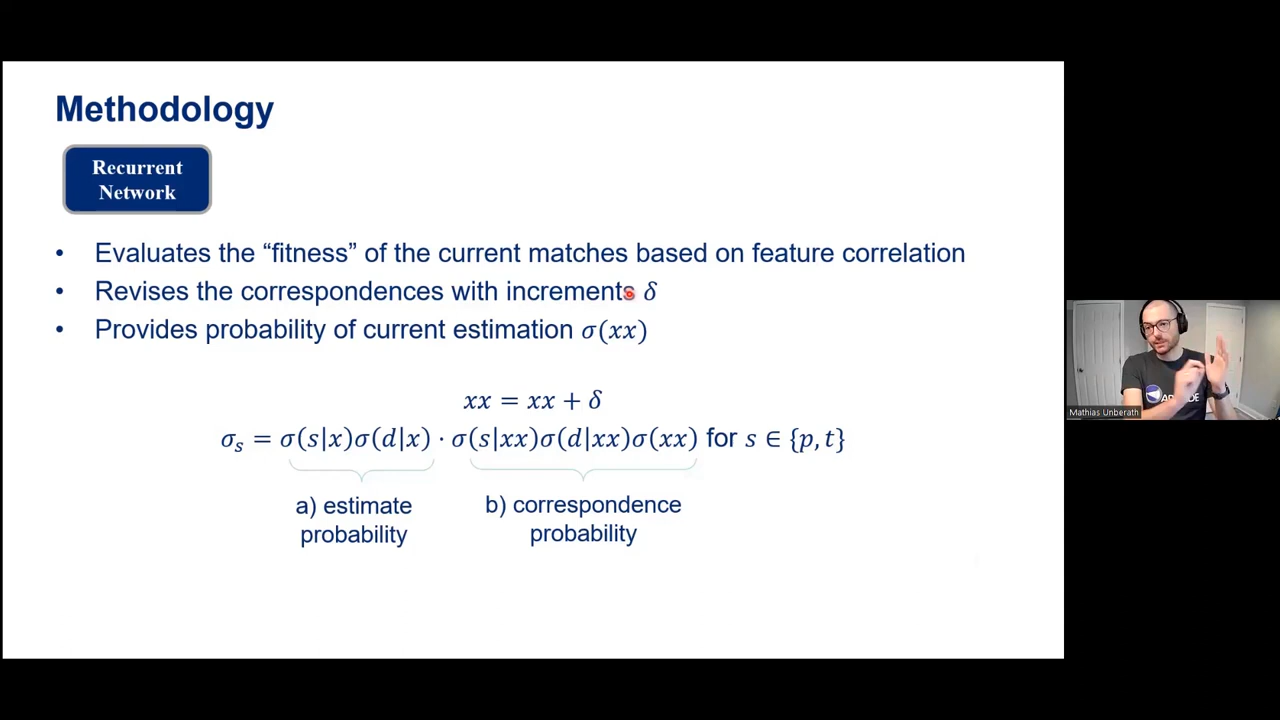 Methodology
Recurrent
Network
• Evaluates the “fitness” of the current matches based on feature correlation
• Revises the correspondences with increments δ
• Provides probability of current estimation σ(xx)
xx = xx + δ
σₛ = σ(s|x)σ(d|x) · σ(s|xx)σ(d|xx)σ(xx) for s ∈ {p, t}
a) estimate
probability
b) correspondence
probability
Mathias Unberath